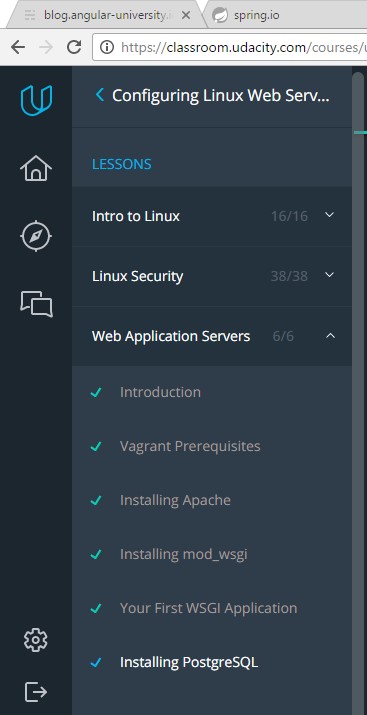 blog.angular-university.i
spring.io
https://classroom.udacity.com/courses/u
Configuring Linux Web Serv...
LESSONS
Intro to Linux 16/16
Linux Security 38/38
Web Application Servers 6/6
Introduction
Vagrant Prerequisites
Installing Apache
Installing mod_wsgi
Your First WSGI Application
Installing PostgreSQL